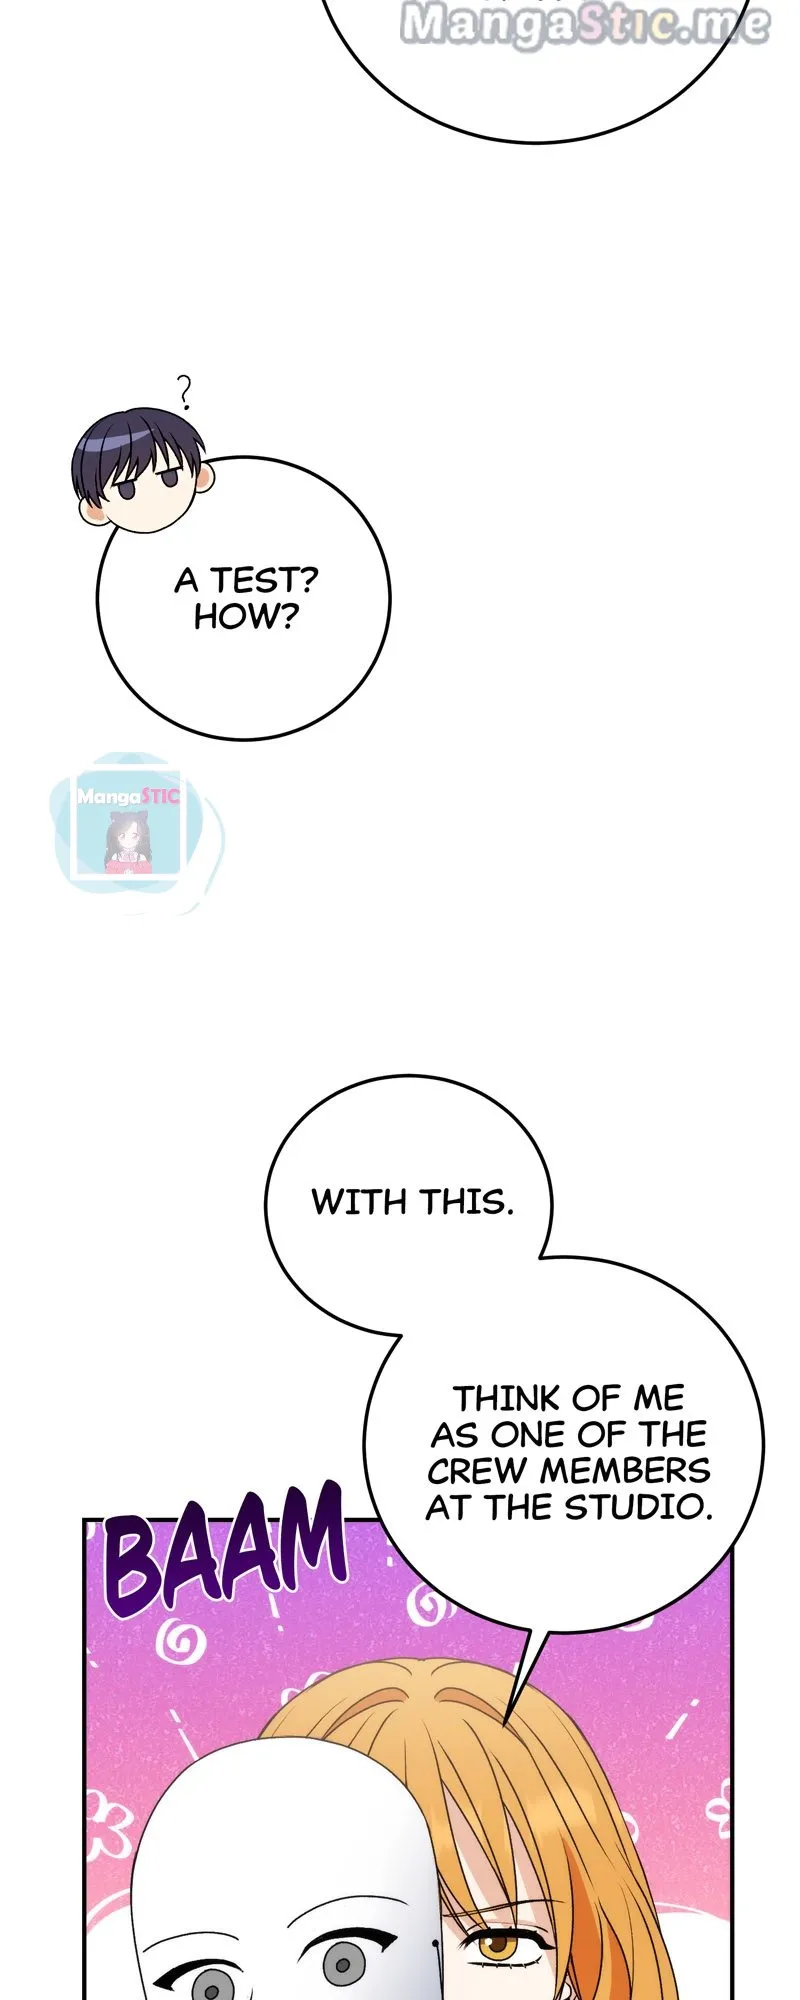 MangaStic.me
?
A TEST?
HOW?
MangaSTIC
WITH THIS.
THINK OF ME
AS ONE OF THE
CREW MEMBERS
AT THE STUDIO.
BAAM